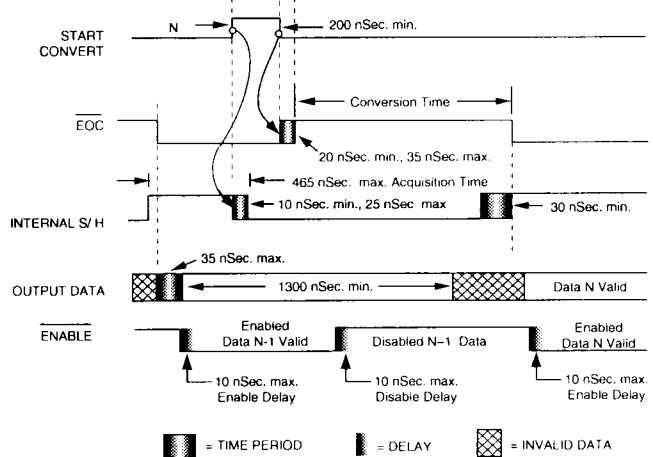 N
200 nSec. min.
START
CONVERT
Conversion Time
EOC
20 nSec. min., 35 nSec. max.
465 nSec. max. Acquisition Time
10 nSec. min., 25 nSec max
30 nSec. min.
INTERNAL S/H
35 nSec. max.
OUTPUT DATA
1300 nSec. min.
Data N Valid
ENABLE
Enabled
Data N-1 Valid
Disabled N-1 Data
Enabled
Data N Valid
10 nSec. max.
Enable Delay
10 nSec. max.
Disable Delay
10 nSec. max.
Enable Delay
= TIME PERIOD
= DELAY
= INVALID DATA